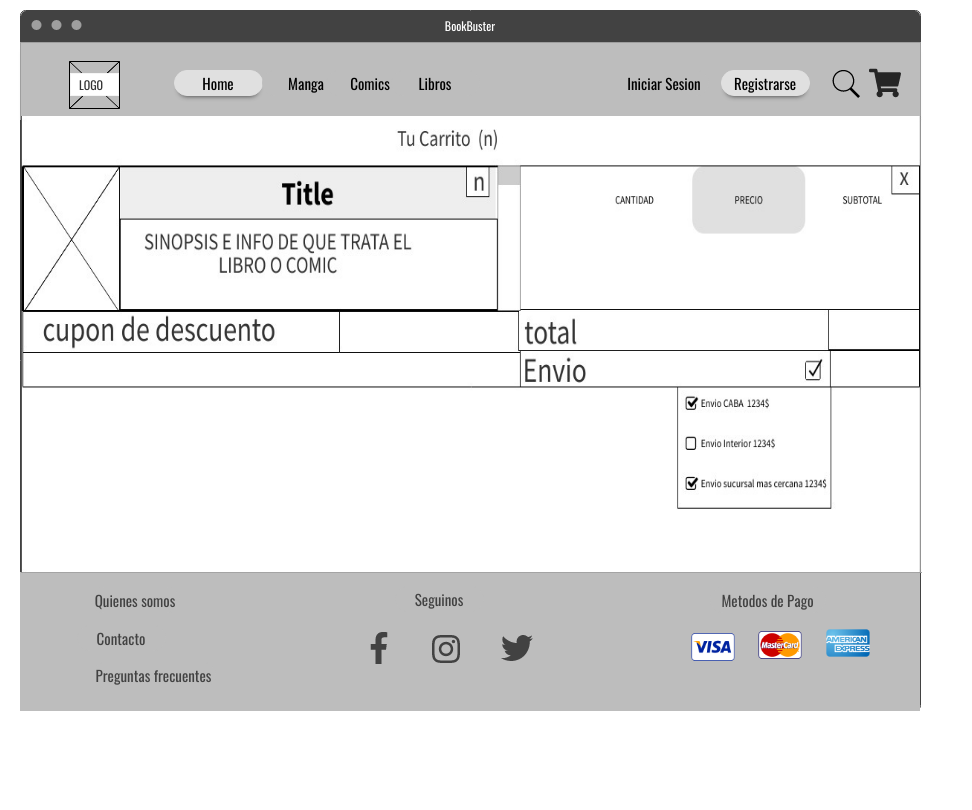 BookBuster
LOGO
Home
Manga
Comics
Libros
Iniciar Sesion
Registrarse
Tu Carrito (n)
Title
n
SINOPSIS E INFO DE QUE TRATA EL
LIBRO O COMIC
CANTIDAD
PRECIO
SUBTOTAL
X
cupon de descuento
total
Envio
Envio CABA 1234$
Envio Interior 1234$
Envio sucursal mas cercana 1234$
Quienes somos
Contacto
Preguntas frecuentes
Seguinos
Metodos de Pago
VISA
MasterCard
AMERICAN
EXPRESS